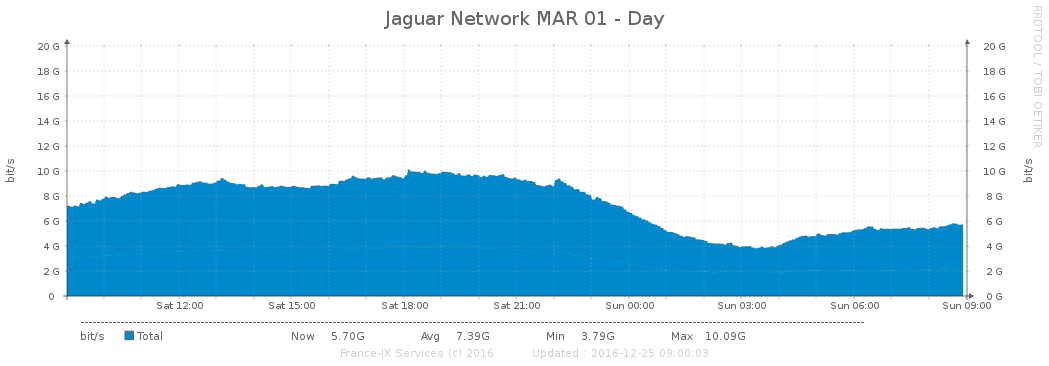 Jaguar Network MAR 01 - Day
20 G 20 G
18 G 18 G
16 G 16 G
14 G 14 G
12 G 12 G
10 G 10 G
8 G 8 G
6 G 6 G
4 G 4 G
2 G 2 G
0 0 G
bit/s
bit/s
RRDTOOL / TOBI OETIKER
Sat 12:00 Sat 15:00 Sat 18:00 Sat 21:00 Sun 00:00 Sun 03:00 Sun 06:00 Sun 09:00
bit/s Total Now 5.70G Avg 7.39G Min 3.79G Max 10.09G
France-IX Services (c) 2016 Updated : 2016-12-25 09:00:03